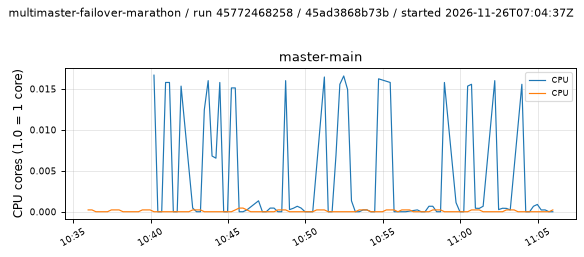 multimaster-failover-marathon / run 45772468258 / 45ad3868b73b / started 2026-11-26T07:04:37Z
master-main
CPU cores (1.0 = 1 core)
0.015
0.010
0.005
0.000
CPU
CPU
10:35
10:40
10:45
10:50
10:55
11:00
11:05